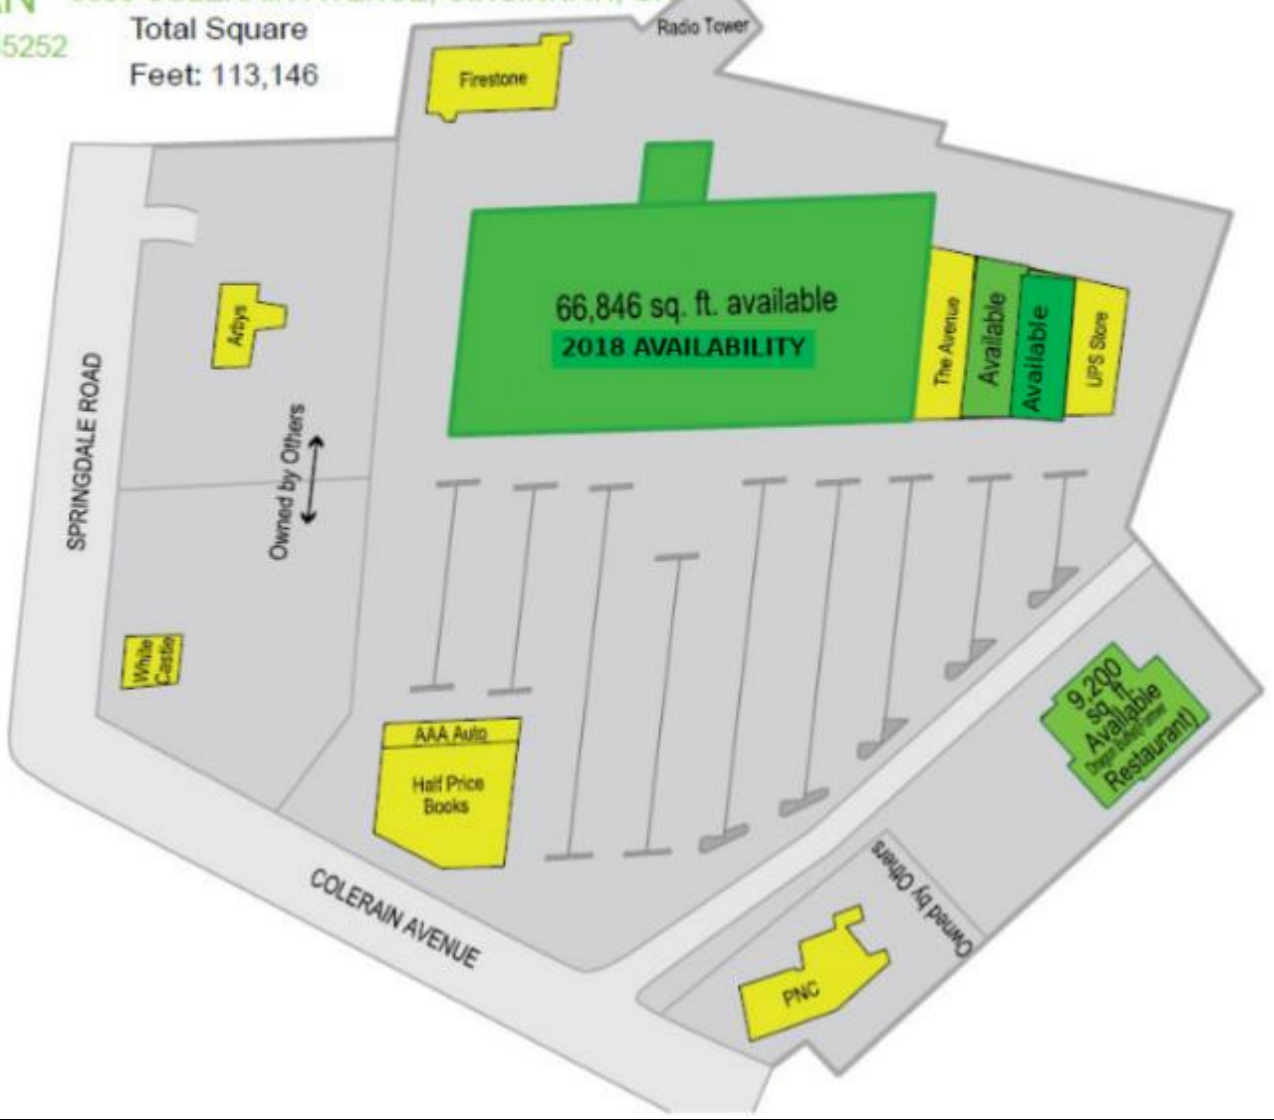 Total Square
5252
Feet: 113,146
Radio Tower
Firestone
66,846 sq. ft. available
2018 AVAILABILITY
The Avenue
Available
Available
UPS Store
Arbys
SPRINGDALE ROAD
Owned by Others
White
Castle
AAA Auto
Half Price
Books
9,200
sq ft
Available
Restaurant)
COLERAIN AVENUE
Owned by Others
PNC